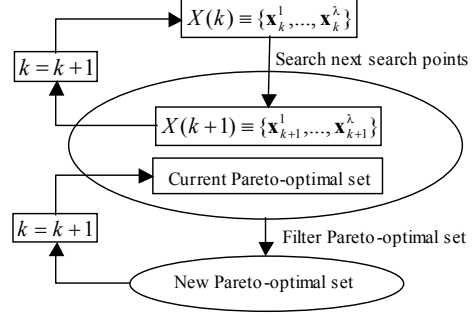 X(k) ≡ {x_k^1,...,x_k^λ}
Search next search points
k = k+1
X(k+1) ≡ {x_{k+1}^1,...,x_{k+1}^λ}
Current Pareto-optimal set
k = k+1
Filter Pareto-optimal set
New Pareto-optimal set